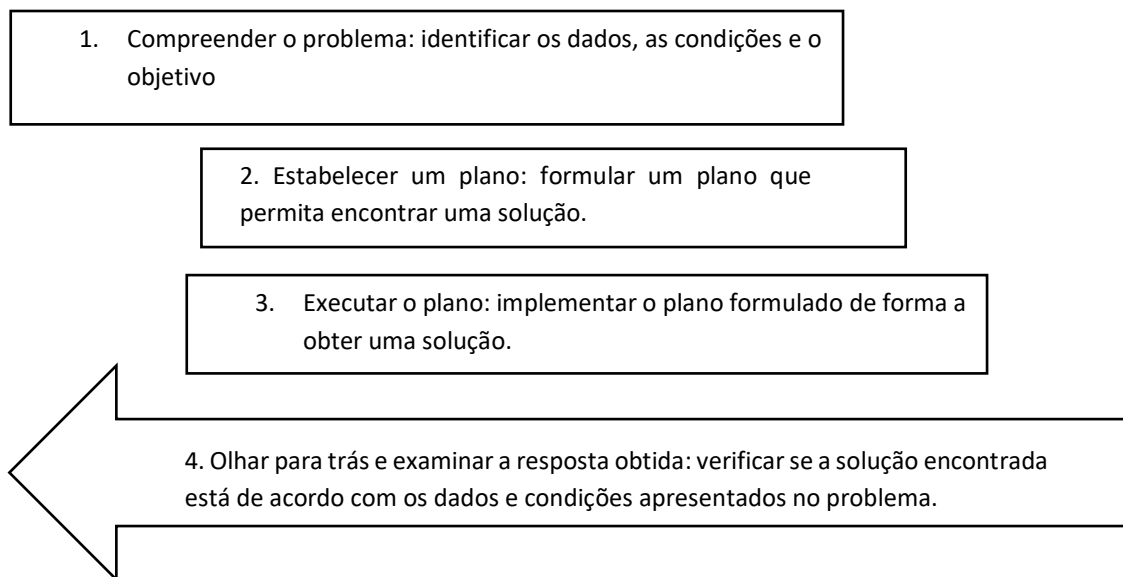 1. Compreender o problema: identificar os dados, as condições e o
objetivo
2. Estabelecer um plano: formular um plano que
permita encontrar uma solução.
3. Executar o plano: implementar o plano formulado de forma a
obter uma solução.
4. Olhar para trás e examinar a resposta obtida: verificar se a solução encontrada
está de acordo com os dados e condições apresentados no problema.